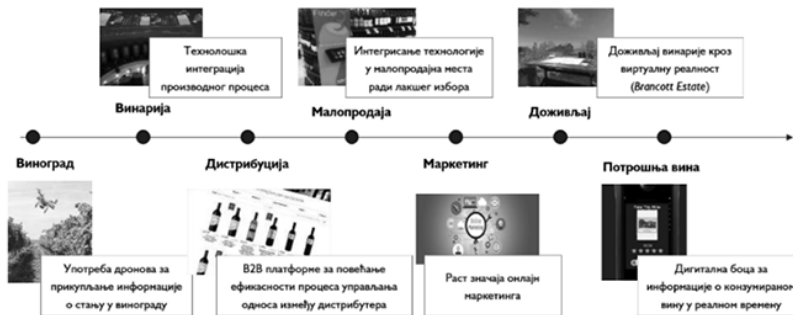 Технолошка
интеграција
производног процеса
Интегрисање технологије
у малопродајна места
ради лакшег избора
Доживљај винарије кроз
виртуалну реалност
(Brancott Estate)
Винарија
Малопродаја
Доживљај
Виноград
Дистрибуција
Маркетинг
Потрошња вина
Употреба дронова за
прикупљање информације
о стању у винограду
B2B платформе за повећање
ефикасности процеса управљања
односа између дистрибутера
Раст значаја онлајн
маркетинга
Дигитална боца за
информације о конзумираном
вину у реалном времену